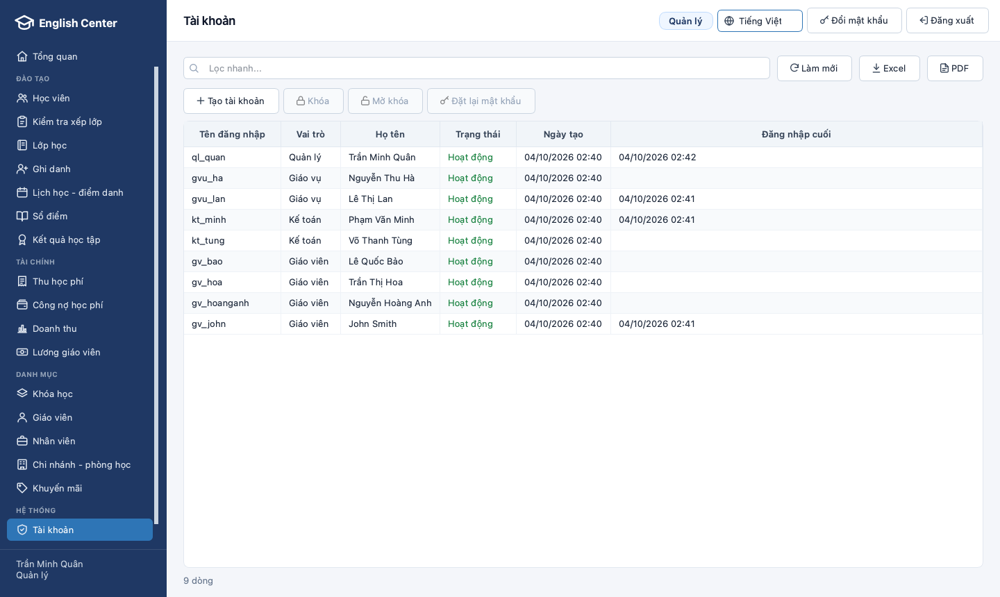 English Center
Tổng quan
ĐÀO TẠO
Học viên
Kiểm tra xếp lớp
Lớp học
Ghi danh
Lịch học - điểm danh
Sổ điểm
Kết quả học tập
TÀI CHÍNH
Thu học phí
Công nợ học phí
Doanh thu
Lương giáo viên
DANH MỤC
Khóa học
Giáo viên
Nhân viên
Chi nhánh - phòng học
Khuyến mãi
HỆ THỐNG
Tài khoản
Trần Minh Quân
Quản lý
Tài khoản
Quản lý Tiếng Việt Đổi mật khẩu Đăng xuất
Lọc nhanh... Làm mới Excel PDF
Tạo tài khoản Khóa Mở khóa Đặt lại mật khẩu
Tên đăng nhập Vai trò Họ tên Trạng thái Ngày tạo Đăng nhập cuối
ql_quan Quản lý Trần Minh Quân Hoạt động 04/10/2026 02:40 04/10/2026 02:42
gvu_ha Giáo vụ Nguyễn Thu Hà Hoạt động 04/10/2026 02:40
gvu_lan Giáo vụ Lê Thị Lan Hoạt động 04/10/2026 02:40 04/10/2026 02:41
kt_minh Kế toán Phạm Văn Minh Hoạt động 04/10/2026 02:40 04/10/2026 02:41
kt_tung Kế toán Võ Thanh Tùng Hoạt động 04/10/2026 02:40
gv_bao Giáo viên Lê Quốc Bảo Hoạt động 04/10/2026 02:40
gv_hoa Giáo viên Trần Thị Hoa Hoạt động 04/10/2026 02:40
gv_hoanganh Giáo viên Nguyễn Hoàng Anh Hoạt động 04/10/2026 02:40
gv_john Giáo viên John Smith Hoạt động 04/10/2026 02:40 04/10/2026 02:41
9 dòng